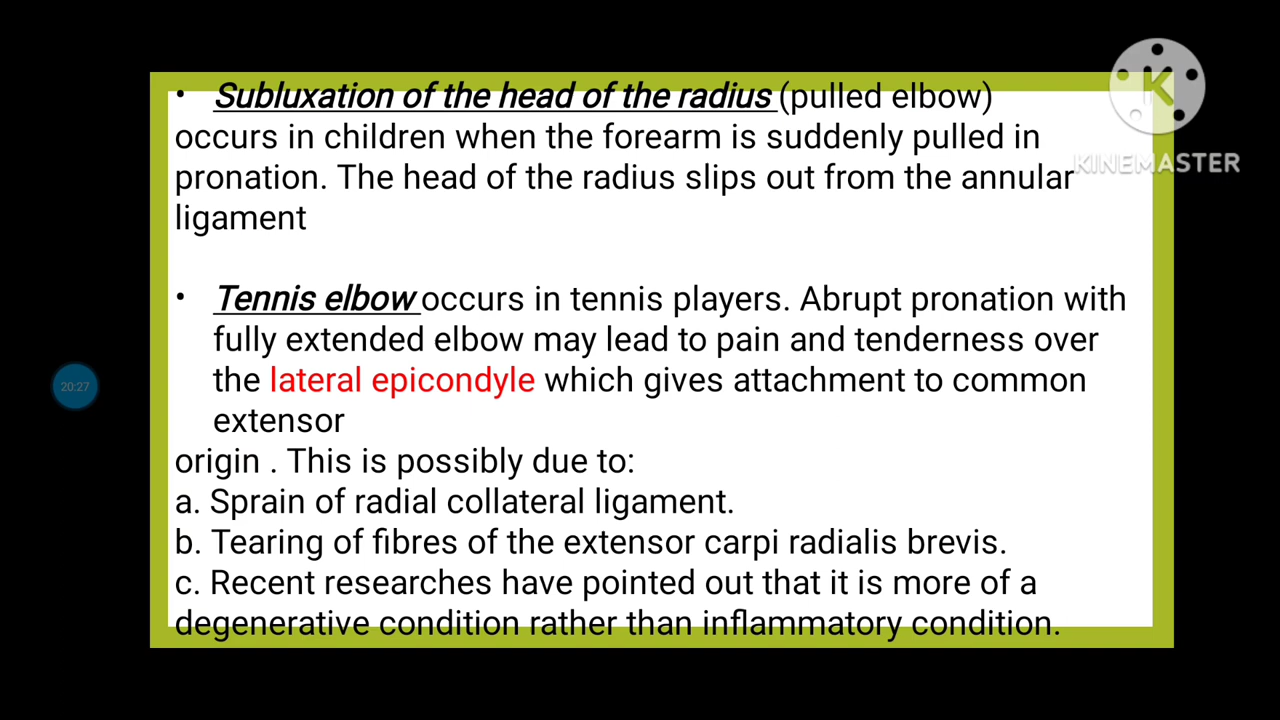 • Subluxation of the head of the radius (pulled elbow)
occurs in children when the forearm is suddenly pulled in
pronation. The head of the radius slips out from the annular
ligament
• Tennis elbow occurs in tennis players. Abrupt pronation with
fully extended elbow may lead to pain and tenderness over
the lateral epicondyle which gives attachment to common
extensor
origin . This is possibly due to:
a. Sprain of radial collateral ligament.
b. Tearing of fibres of the extensor carpi radialis brevis.
c. Recent researches have pointed out that it is more of a
degenerative condition rather than inflammatory condition.
20:27
K
KINEMASTER